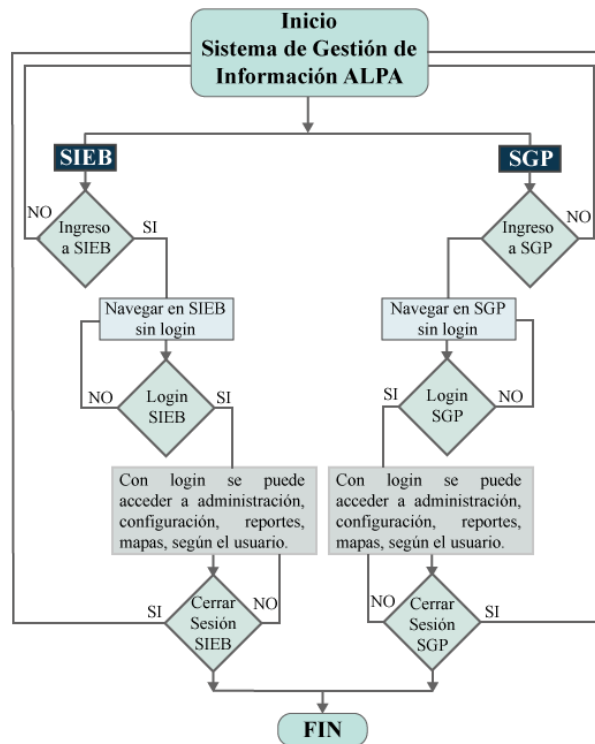 Inicio
Sistema de Gestión de
Información ALPA
SIEB
SGP
NO
Ingreso
a SIEB
SI
Ingreso
a SGP
NO
Navegar en SIEB
sin login
Navegar en SGP
sin login
NO
Login
SIEB
SI
SI
Login
SGP
NO
Con login se puede
acceder a administración,
configuración, reportes,
mapas, según el usuario.
Con login se puede
acceder a administración,
configuración, reportes,
mapas, según el usuario.
SI
Cerrar
Sesión
SIEB
NO
NO
Cerrar
Sesión
SGP
SI
FIN